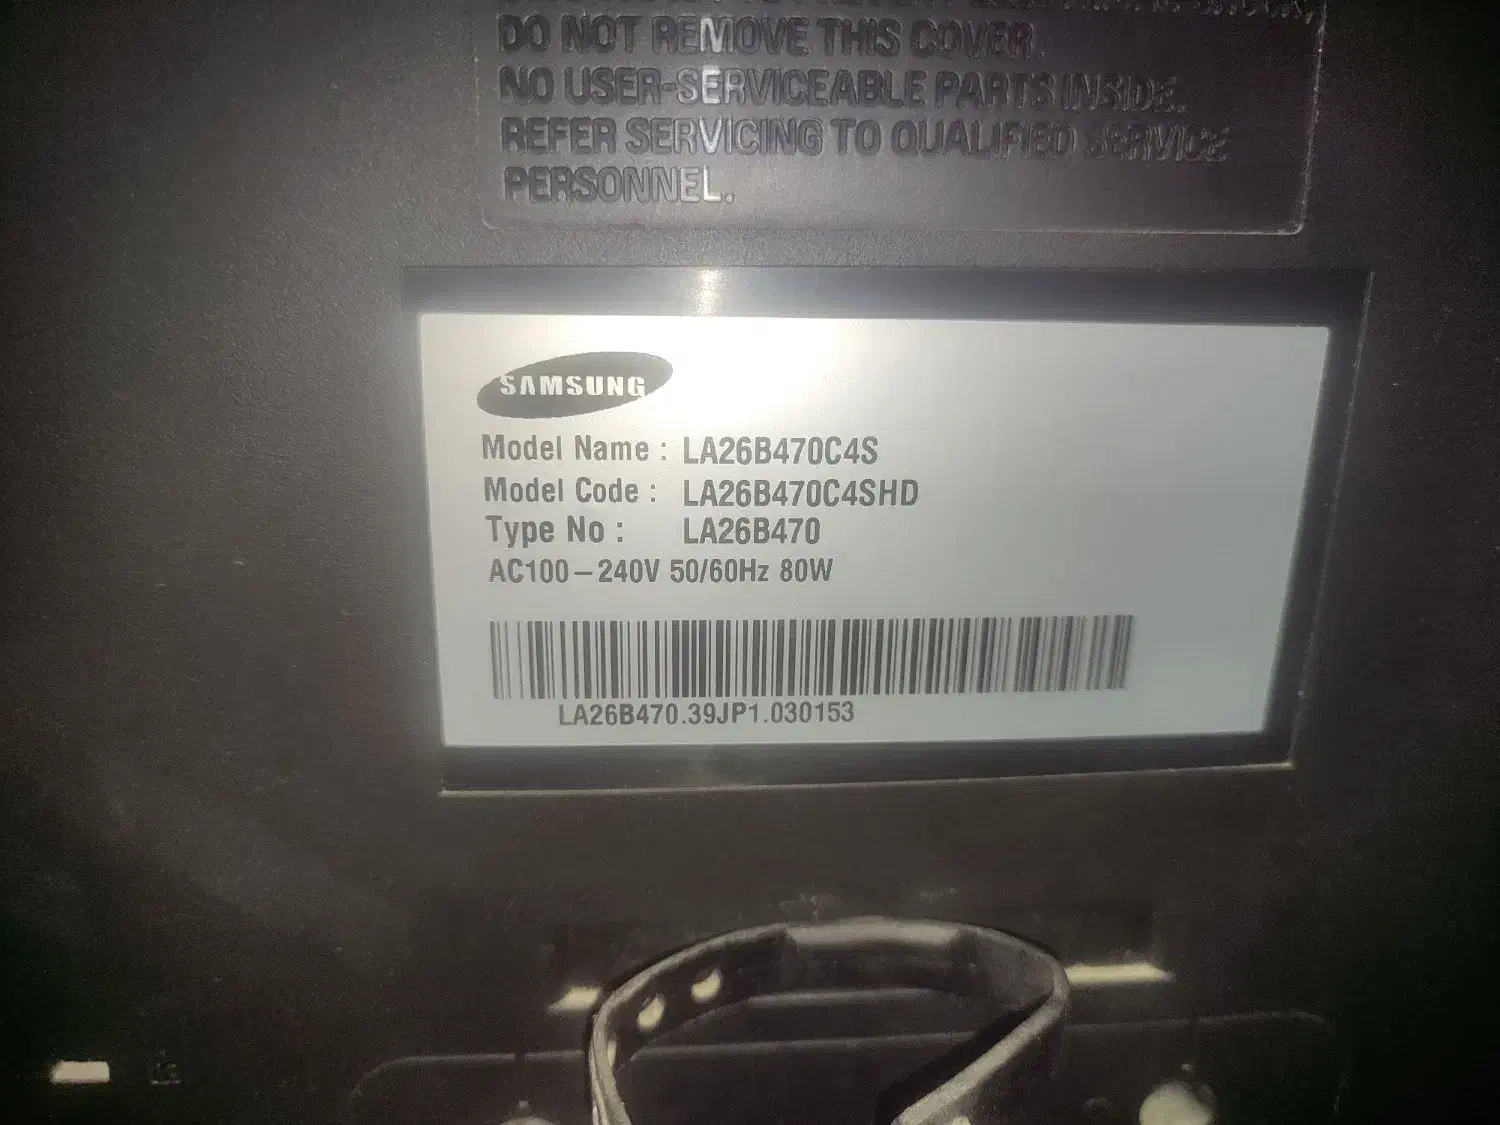 DO NOT REMOVE THIS COVER.
NO USER-SERVICEABLE PARTS INSIDE.
REFER SERVICING TO QUALIFIED SERVICE
PERSONNEL.
SAMSUNG
Model Name : LA26B470C4S
Model Code : LA26B470C4SHD
Type No : LA26B470
AC100-240V 50/60Hz 80W
LA26B470.39JP1.030153